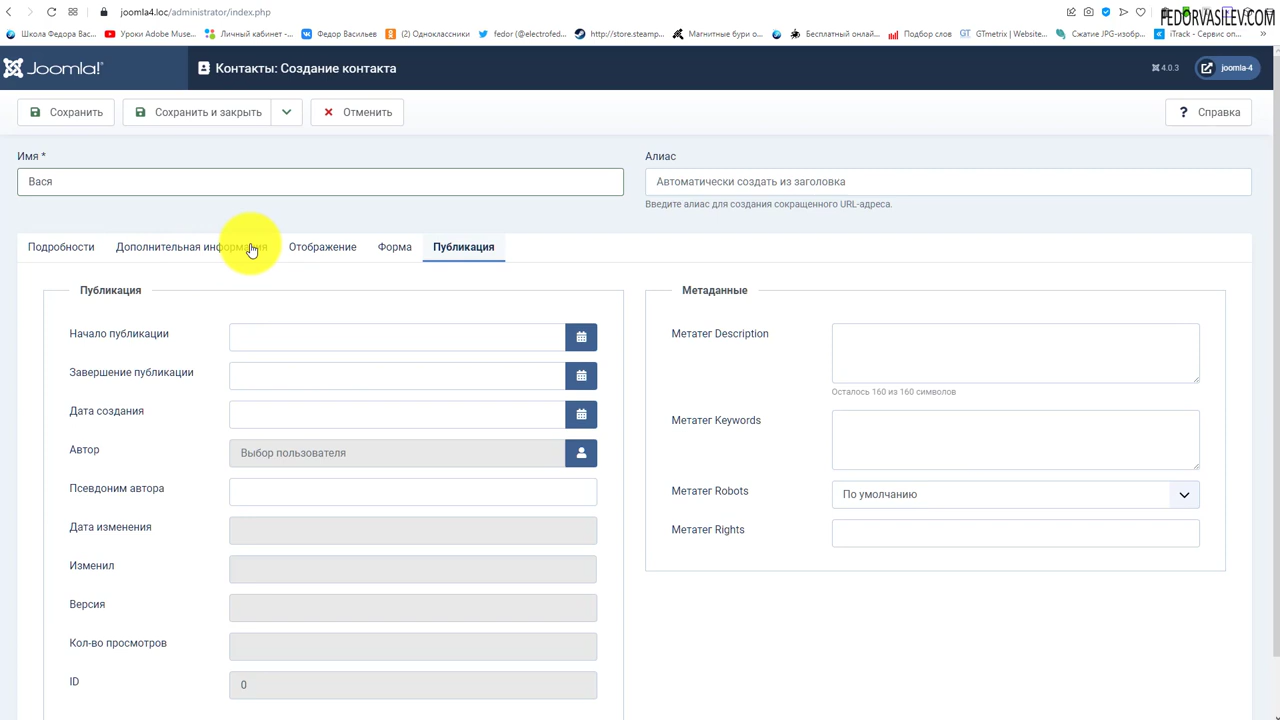 joomla4.loc/administrator/index.php
FEDORVASILEV.COM
Школа Федора Вас...
Уроки Adobe Muse...
Личный кабинет -...
Федор Васильев
(2) Одноклассники
fedor (@electrofed...
http://store.steamp...
Магнитные бури о...
Бесплатный онлай...
Подбор слов
GTmetrix | Website...
Сжатие JPG-изобр...
iTrack - Сервис оп...
Joomla!
Контакты: Создание контакта
4.0.3
joomla-4
Сохранить
Сохранить и закрыть
Отменить
? Справка
Имя *
Алиас
Вася
Автоматически создать из заголовка
Введите алиас для создания сокращенного URL-адреса.
Подробности
Дополнительная информация
Отображение
Форма
Публикация
Публикация
Начало публикации
Завершение публикации
Дата создания
Автор
Выбор пользователя
Псевдоним автора
Дата изменения
Изменил
Версия
Кол-во просмотров
ID
0
Метаданные
Метатег Description
Осталось 160 из 160 символов
Метатег Keywords
Метатег Robots
По умолчанию
Метатег Rights